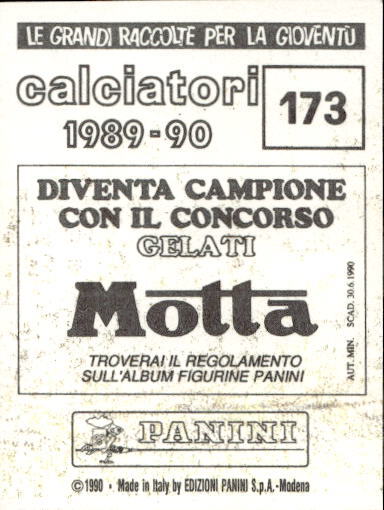 LE GRANDI RACCOLTE PER LA GIOVENTÙ
calciatori
1989-90
173
DIVENTA CAMPIONE
CON IL CONCORSO
GELATI
Motta
TROVERAI IL REGOLAMENTO
SULL'ALBUM FIGURINE PANINI
AUT. MIN. SCAD. 30.6.1990
PANINI
© 1990 • Made in Italy by EDIZIONI PANINI S.p.A.-Modena